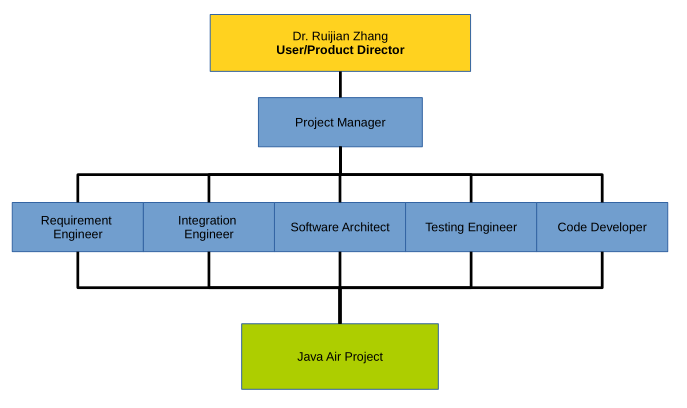 Dr. Ruijian Zhang
User/Product Director
Project Manager
Requirement
Engineer
Integration
Engineer
Software Architect
Testing Engineer
Code Developer
Java Air Project